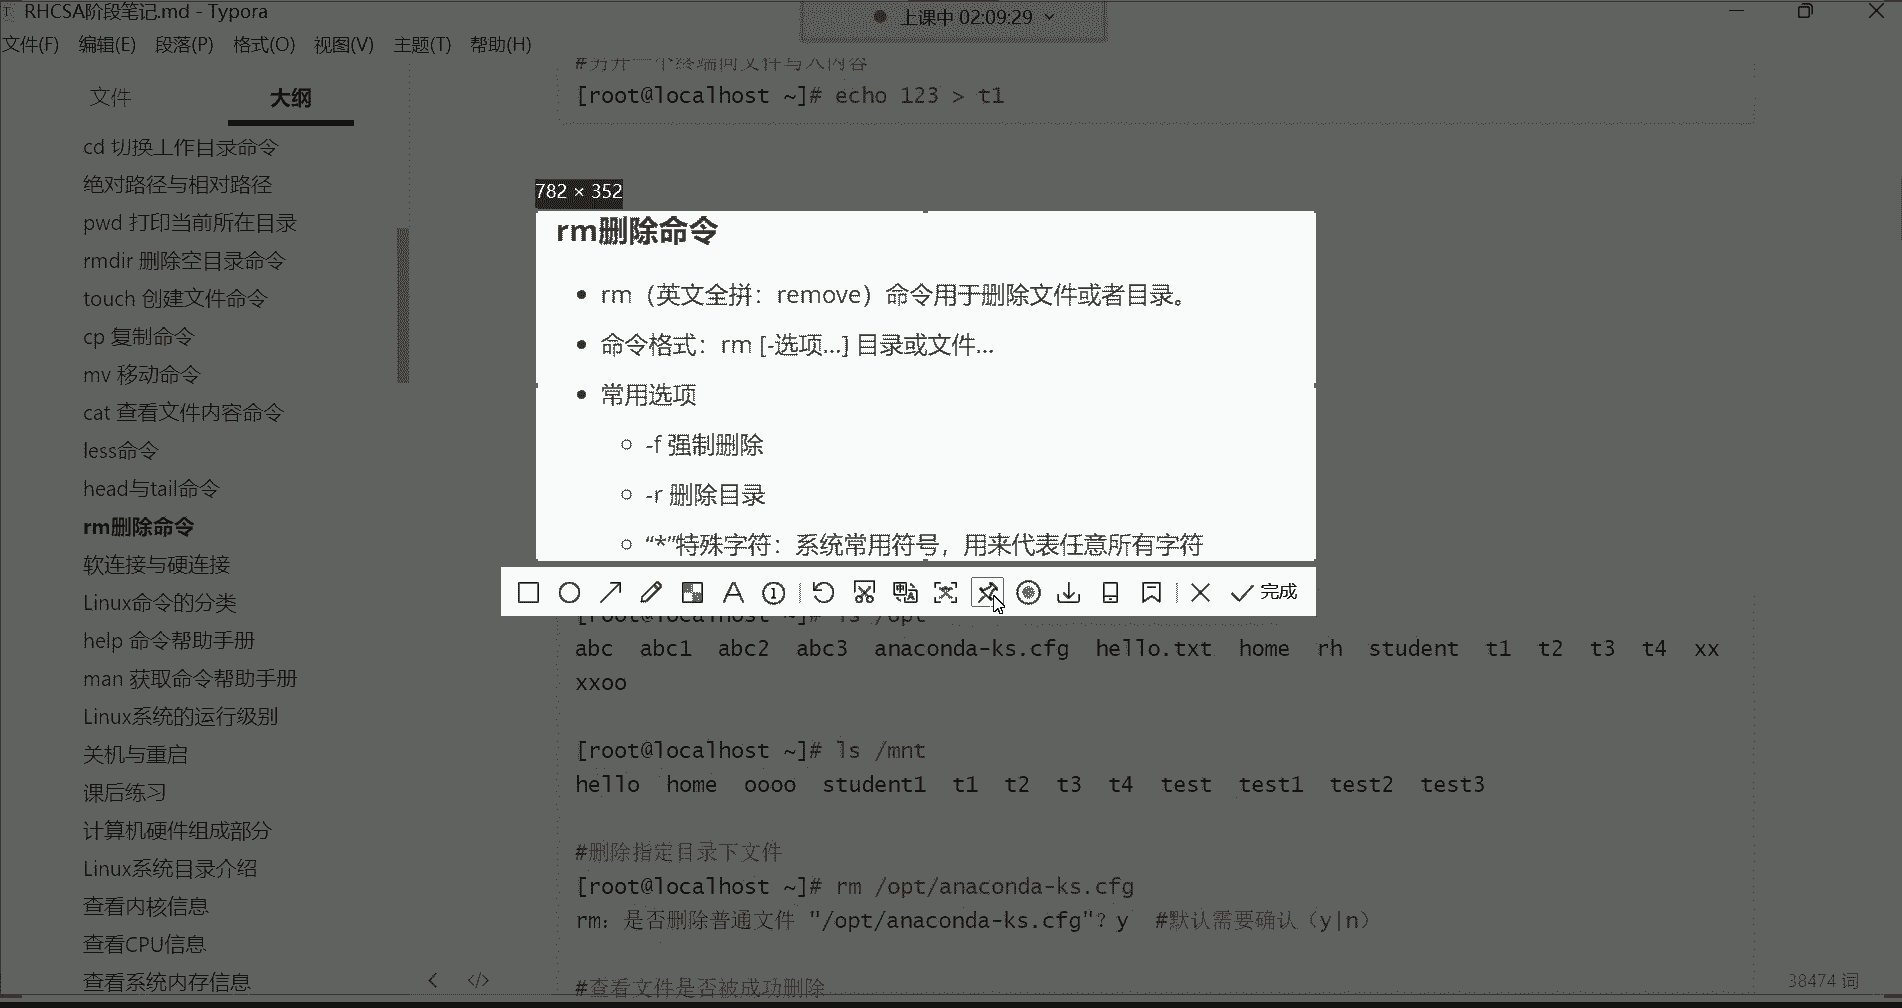 RHCSA阶段笔记.md - Typora
上课中 02:09:29
文件(F) 编辑(E) 段落(P) 格式(O) 视图(V) 主题(T) 帮助(H)
文件 大纲
cd 切换工作目录命令
绝对路径与相对路径
pwd 打印当前所在目录
rmdir 删除空目录命令
touch 创建文件命令
cp 复制命令
mv 移动命令
cat 查看文件内容命令
less命令
head与tail命令
rm删除命令
软连接与硬连接
Linux命令的分类
help 命令帮助手册
man 获取命令帮助手册
Linux系统的运行级别
关机与重启
课后练习
计算机硬件组成部分
Linux系统目录介绍
查看内核信息
查看CPU信息
查看系统内存信息
#另开一个终端向文件写入内容
[root@localhost ~]# echo 123 > t1
782 × 352
rm删除命令
rm（英文全拼：remove）命令用于删除文件或者目录。
命令格式：rm [-选项...] 目录或文件...
常用选项
-f 强制删除
-r 删除目录
“*”特殊字符：系统常用符号，用来代表任意所有字符
完成
[root@localhost ~]# ls /opt
abc abc1 abc2 abc3 anaconda-ks.cfg hello.txt home rh student t1 t2 t3 t4 xx
xxoo
[root@localhost ~]# ls /mnt
hello home oooo student1 t1 t2 t3 t4 test test1 test2 test3
#删除指定目录下文件
[root@localhost ~]# rm /opt/anaconda-ks.cfg
rm：是否删除普通文件 "/opt/anaconda-ks.cfg"？y #默认需要确认（y|n）
#查看文件是否被成功删除
38474 词